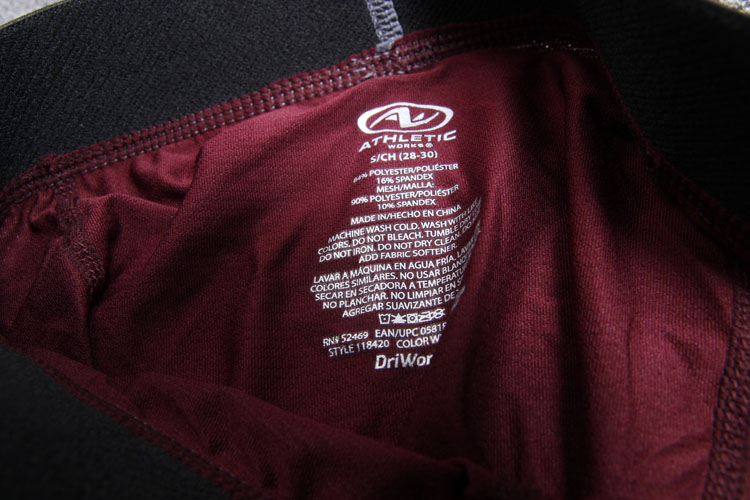 ATHLETIC
WORKS®
S/CH (28-30)
84% POLYESTER/POLIÉSTER
16% SPANDEX
MESH/MALLA:
90% POLYESTER/POLIÉSTER
10% SPANDEX
MADE IN/HECHO EN CHINA
MACHINE WASH COLD. WASH WITH LIKE
COLORS. DO NOT BLEACH. TUMBLE DRY
DO NOT IRON. DO NOT DRY CLEAN. DO
ADD FABRIC SOFTENER.
LAVAR A MÁQUINA EN AGUA FRÍA.
COLORES SIMILARES. NO USAR
SECAR EN SECADORA A
NO PLANCHAR. NO LIMPIAR EN
AGREGAR SUAVIZANTE DE
RN# 52469 EAN/UPC 0581
STYLE 118420 COLOR W
DriWor